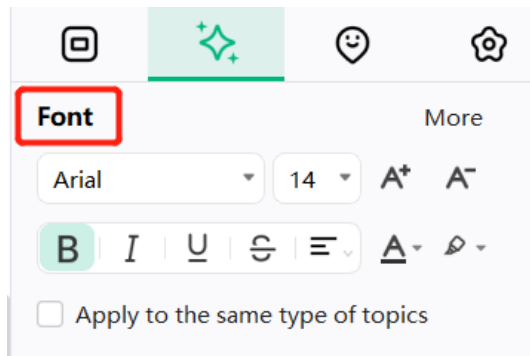 Font More
Arial 14 A+ A-
B I U S A
Apply to the same type of topics